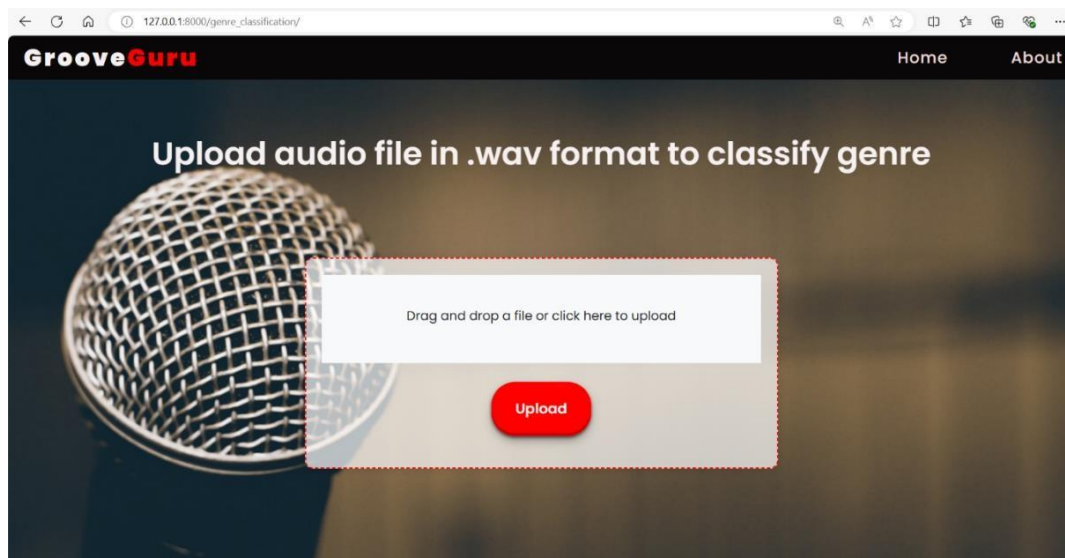 127.0.0.1:8000/genre_classification/
GrooveGuru Home About
Upload audio file in .wav format to classify genre
Drag and drop a file or click here to upload
Upload